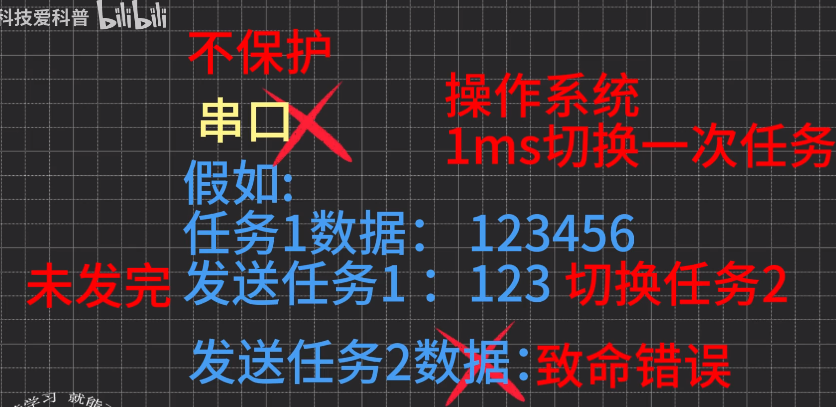 科技爱科普 bilibili
不保护
串口
操作系统
1ms切换一次任务
假如:
任务1数据： 123456
未发完 发送任务1 ： 123 切换任务2
发送任务2数据：致命错误
学习 就能